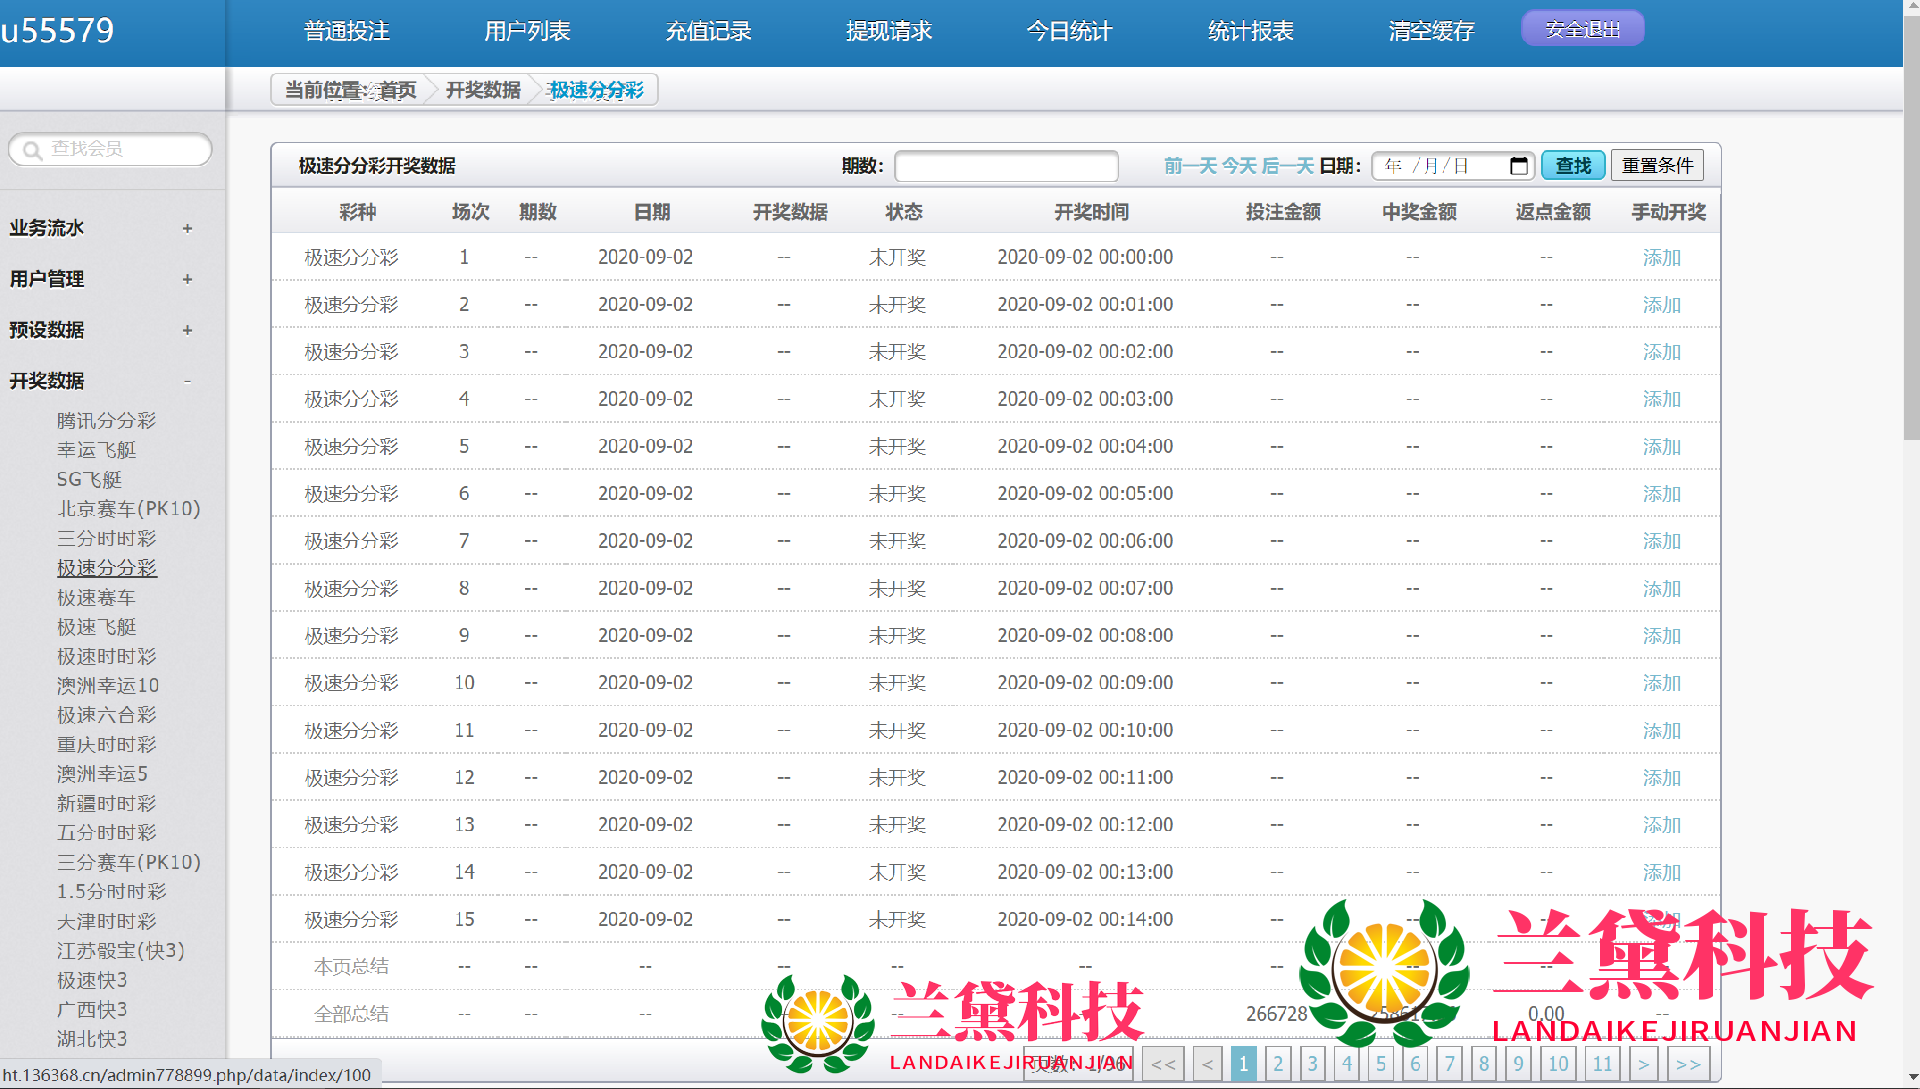 u55579
普通投注 用户列表 充值记录 提现请求 今日统计 统计报表 清空缓存 安全退出
当前位置: 首页 开奖数据 极速分分彩
查找会员
业务流水 +
用户管理 +
预设数据 +
开奖数据 -
腾讯分分彩
幸运飞艇
SG飞艇
北京赛车(PK10)
三分时时彩
极速分分彩
极速赛车
极速飞艇
极速时时彩
澳洲幸运10
极速六合彩
重庆时时彩
澳洲幸运5
新疆时时彩
五分时时彩
三分赛车(PK10)
1.5分时时彩
天津时时彩
江苏骰宝(快3)
极速快3
广西快3
湖北快3
极速分分彩开奖数据 期数: 前一天 今天 后一天 日期: 年 /月/日 查找 重置条件
彩种 场次 期数 日期 开奖数据 状态 开奖时间 投注金额 中奖金额 返点金额 手动开奖
极速分分彩 1 -- 2020-09-02 -- 未开奖 2020-09-02 00:00:00 -- -- -- 添加
极速分分彩 2 -- 2020-09-02 -- 未开奖 2020-09-02 00:01:00 -- -- -- 添加
极速分分彩 3 -- 2020-09-02 -- 未开奖 2020-09-02 00:02:00 -- -- -- 添加
极速分分彩 4 -- 2020-09-02 -- 未开奖 2020-09-02 00:03:00 -- -- -- 添加
极速分分彩 5 -- 2020-09-02 -- 未开奖 2020-09-02 00:04:00 -- -- -- 添加
极速分分彩 6 -- 2020-09-02 -- 未开奖 2020-09-02 00:05:00 -- -- -- 添加
极速分分彩 7 -- 2020-09-02 -- 未开奖 2020-09-02 00:06:00 -- -- -- 添加
极速分分彩 8 -- 2020-09-02 -- 未开奖 2020-09-02 00:07:00 -- -- -- 添加
极速分分彩 9 -- 2020-09-02 -- 未开奖 2020-09-02 00:08:00 -- -- -- 添加
极速分分彩 10 -- 2020-09-02 -- 未开奖 2020-09-02 00:09:00 -- -- -- 添加
极速分分彩 11 -- 2020-09-02 -- 未开奖 2020-09-02 00:10:00 -- -- -- 添加
极速分分彩 12 -- 2020-09-02 -- 未开奖 2020-09-02 00:11:00 -- -- -- 添加
极速分分彩 13 -- 2020-09-02 -- 未开奖 2020-09-02 00:12:00 -- -- -- 添加
极速分分彩 14 -- 2020-09-02 -- 未开奖 2020-09-02 00:13:00 -- -- -- 添加
极速分分彩 15 -- 2020-09-02 -- 未开奖 2020-09-02 00:14:00 -- --
本页总结 -- -- -- -- -- -- -- -- --
全部总结 -- -- -- -- 266728 0.00 --
页数: 1/96 << < 1 2 3 4 5 6 7 8 9 10 11 > >>
兰黛科技
LANDAIKEJIRUANJIAN
兰黛科技
LANDAIKEJIRUANJIAN
ht.136368.cn/admin778899.php/data/index/100